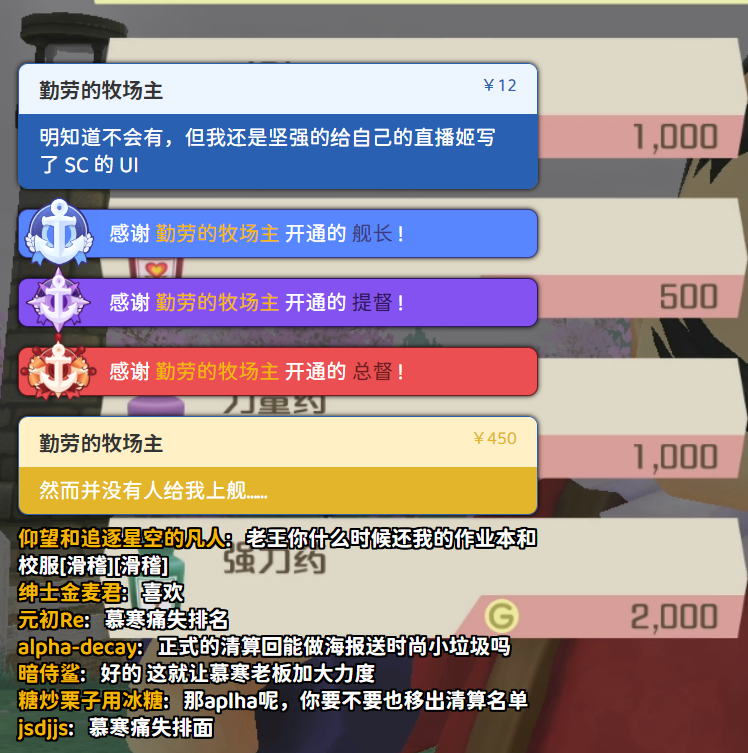 勤劳的牧场主
￥12
1,000
明知道不会有，但我还是坚强的给自己的直播姬写
了 SC 的 UI
感谢 勤劳的牧场主 开通的 舰长！
500
感谢 勤劳的牧场主 开通的 提督！
感谢 勤劳的牧场主 开通的 总督！
力量药
勤劳的牧场主
￥450
1,000
然而并没有人给我上舰……
仰望和追逐星空的凡人：老王你什么时候还我的作业本和
校服[滑稽][滑稽]
强刀药
绅士金麦君：喜欢
元初Re：慕寒痛失排名
G 2,000
alpha-decay：正式的清算回能做海报送时尚小垃圾吗
暗侍鲨：好的 这就让慕寒老板加大力度
糖炒栗子用冰糖：那aplha呢，你要不要也移出清算名单
jsdjjs：慕寒痛失排面